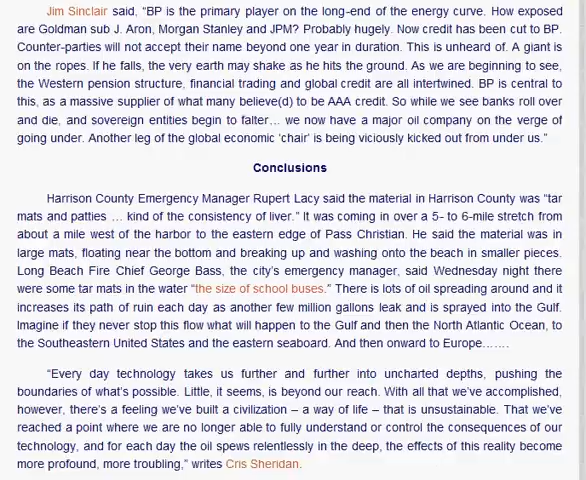 Jim Sinclair said, “BP is the primary player on the long-end of the energy curve. How exposed
are Goldman sub J. Aron, Morgan Stanley and JPM? Probably hugely. Now credit has been cut to BP.
Counter-parties will not accept their name beyond one year in duration. This is unheard of. A giant is
on the ropes. If he falls, the very earth may shake as he hits the ground. As we are beginning to see,
the Western pension structure, financial trading and global credit are all intertwined. BP is central to
this, as a massive supplier of what many believe(d) to be AAA credit. So while we see banks roll over
and die, and sovereign entities begin to falter… we now have a major oil company on the verge of
going under. Another leg of the global economic ‘chair’ is being viciously kicked out from under us.”
Conclusions
Harrison County Emergency Manager Rupert Lacy said the material in Harrison County was “tar
mats and patties … kind of the consistency of liver.” It was coming in over a 5- to 6-mile stretch from
about a mile west of the harbor to the eastern edge of Pass Christian. He said the material was in
large mats, floating near the bottom and breaking up and washing onto the beach in smaller pieces.
Long Beach Fire Chief George Bass, the city’s emergency manager, said Wednesday night there
were some tar mats in the water “the size of school buses.” There is lots of oil spreading around and it
increases its path of ruin each day as another few million gallons leak and is sprayed into the Gulf.
Imagine if they never stop this flow what will happen to the Gulf and then the North Atlantic Ocean, to
the Southeastern United States and the eastern seaboard. And then onward to Europe…….
“Every day technology takes us further and further into uncharted depths, pushing the
boundaries of what’s possible. Little, it seems, is beyond our reach. With all that we’ve accomplished,
however, there’s a feeling we’ve built a civilization – a way of life – that is unsustainable. That we’ve
reached a point where we are no longer able to fully understand or control the consequences of our
technology, and for each day the oil spews relentlessly in the deep, the effects of this reality become
more profound, more troubling,” writes Cris Sheridan.